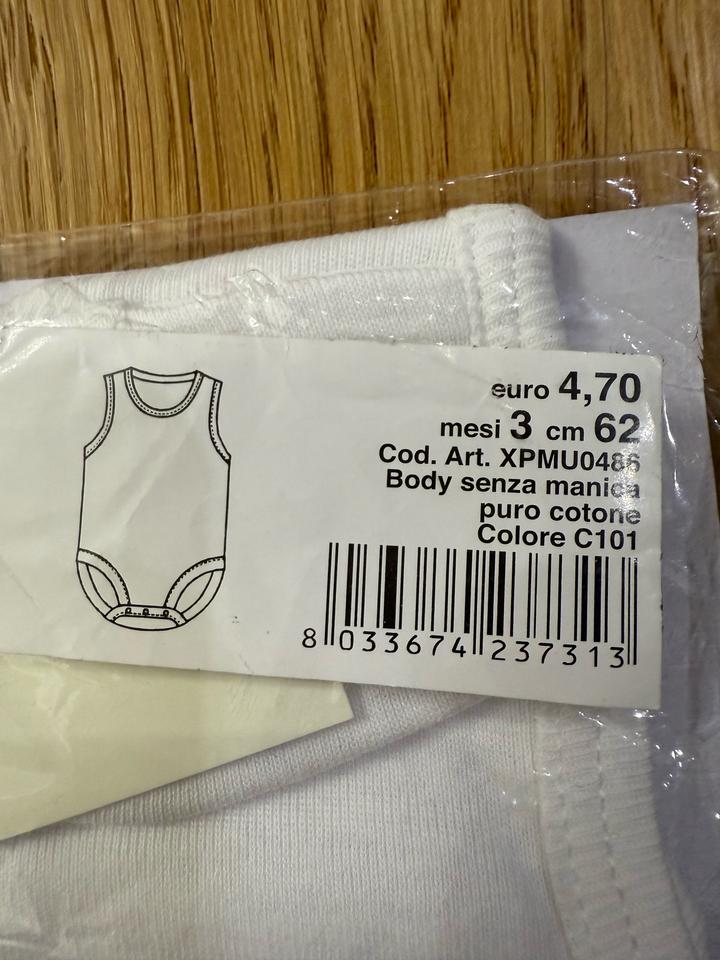 euro 4,70
mesi 3 cm 62
Cod. Art. XPMU0486
Body senza manica
puro cotone
Colore C101
8 033674 237313